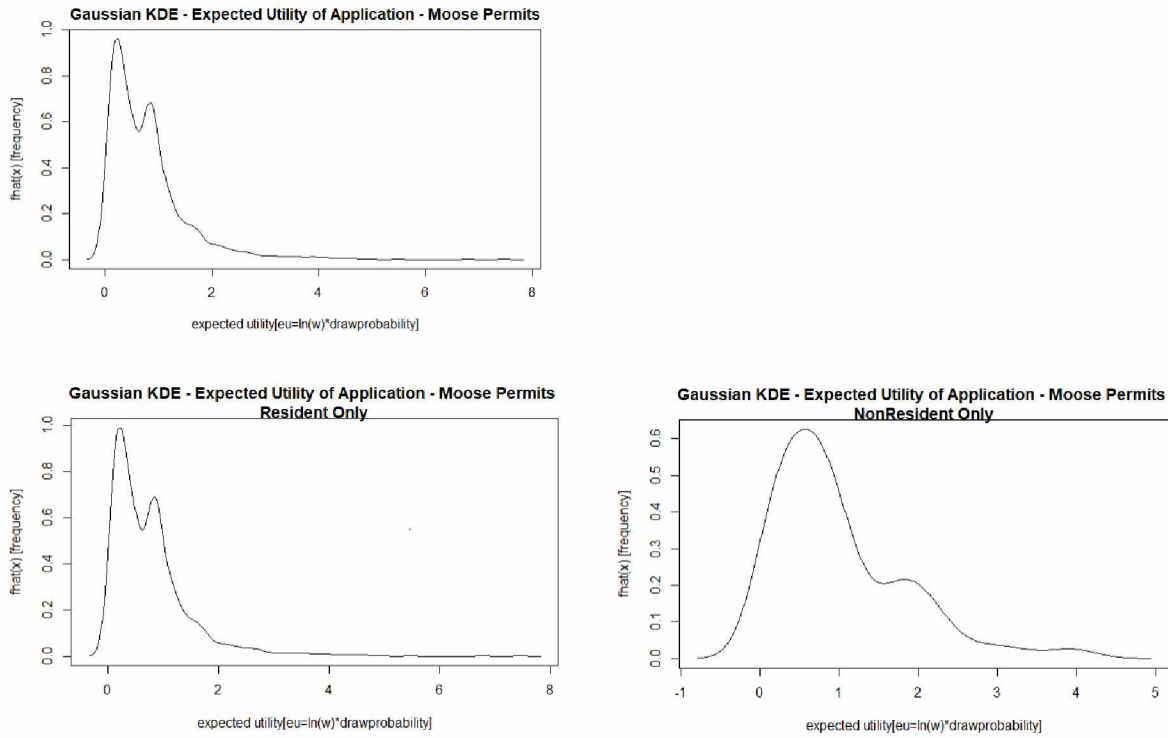 Gaussian KDE - Expected Utility of Application - Moose Permits
1.0
0.8
0.6
0.4
0.2
0.0
fhat(x) [frequency]
0 2 4 6 8
expected utility[eu=ln(w)*drawprobability]
Gaussian KDE - Expected Utility of Application - Moose Permits
Resident Only
1.0
0.8
0.6
0.4
0.2
0.0
fhat(x) [frequency]
0 2 4 6 8
expected utility[eu=ln(w)*drawprobability]
Gaussian KDE - Expected Utility of Application - Moose Permits
NonResident Only
0.6
0.5
0.4
0.3
0.2
0.1
0.0
fhat(x) [frequency]
-1 0 1 2 3 4 5
expected utility[eu=ln(w)*drawprobability]